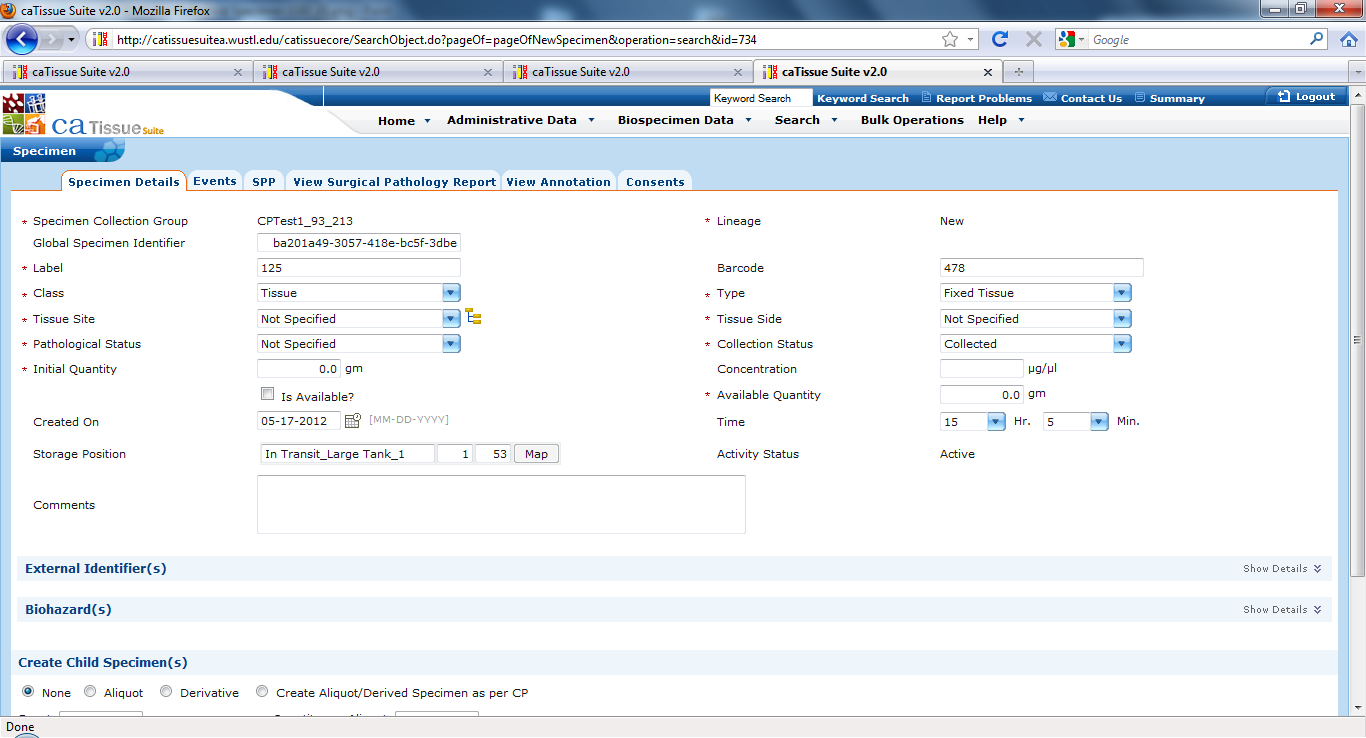 caTissue Suite v2.0 - Mozilla Firefox
http://catissuesuitea.wustl.edu/catissuecore/SearchObject.do?pageOf=pageOfNewSpecimen&operation=search&id=734
Google
caTissue Suite v2.0 caTissue Suite v2.0 caTissue Suite v2.0 caTissue Suite v2.0
Keyword Search Keyword Search Report Problems Contact Us Summary Logout
ca Tissue Suite
Home Administrative Data Biospecimen Data Search Bulk Operations Help
Specimen
Specimen Details Events SPP View Surgical Pathology Report View Annotation Consents
* Specimen Collection Group CPTest1_93_213 * Lineage New
Global Specimen Identifier ba201a49-3057-418e-bc5f-3dbe
* Label 125 Barcode 478
* Class Tissue * Type Fixed Tissue
* Tissue Site Not Specified * Tissue Side Not Specified
* Pathological Status Not Specified * Collection Status Collected
* Initial Quantity 0.0 gm Concentration µg/µl
Is Available? * Available Quantity 0.0 gm
Created On 05-17-2012 [MM-DD-YYYY] Time 15 Hr. 5 Min.
Storage Position In Transit_Large Tank_1 1 53 Map Activity Status Active
Comments
External Identifier(s) Show Details
Biohazard(s) Show Details
Create Child Specimen(s)
None Aliquot Derivative Create Aliquot/Derived Specimen as per CP
Done